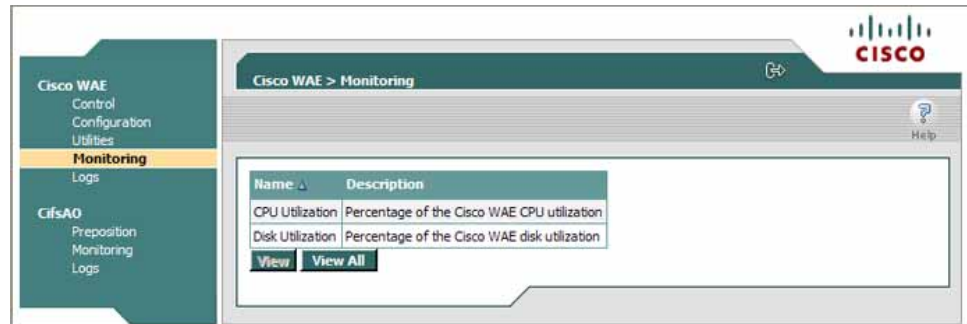 CISCO
Cisco WAE
Control
Configuration
Utilities
Monitoring
Logs
CifsAO
Preposition
Monitoring
Logs
Cisco WAE > Monitoring
Help
Name Description
CPU Utilization Percentage of the Cisco WAE CPU utilization
Disk Utilization Percentage of the Cisco WAE disk utilization
View View All